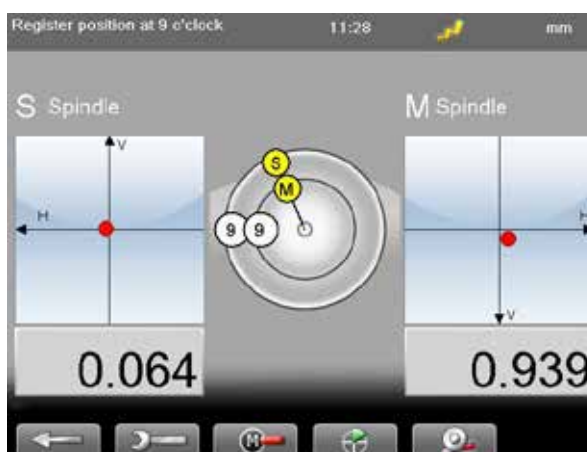 Register position at 9 o'clock 11:28 mm
S Spindle M Spindle
V
S
M
H
9 9
H
V
0.064 0.939
M